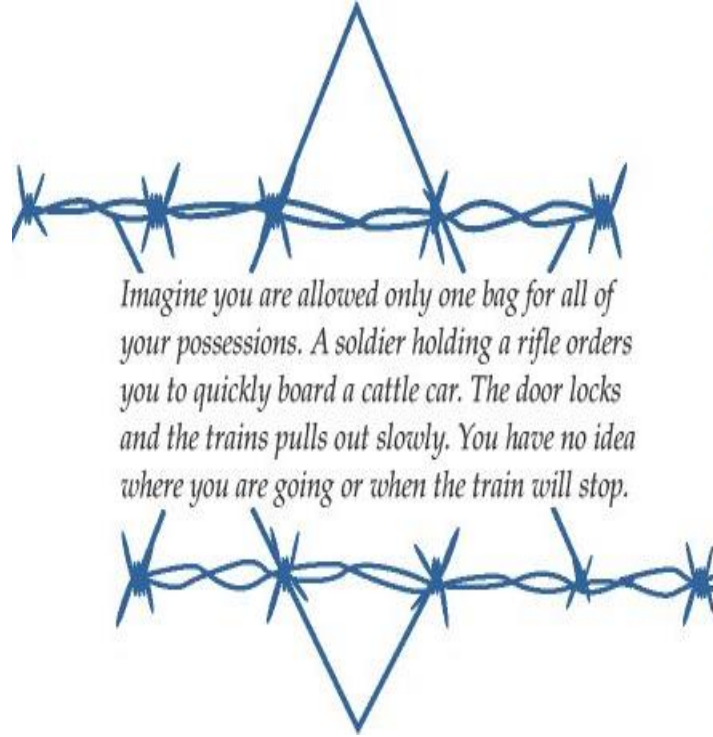 Imagine you are allowed only one bag for all of
your possessions. A soldier holding a rifle orders
you to quickly board a cattle car. The door locks
and the trains pulls out slowly. You have no idea
where you are going or when the train will stop.